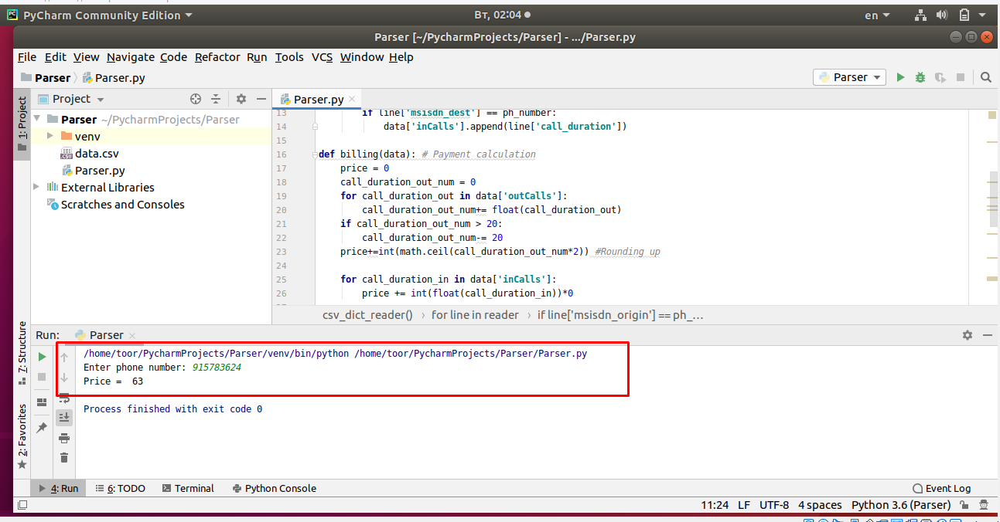 PyCharm Community Edition
Вт, 02:04
en
Parser [~/PycharmProjects/Parser] - .../Parser.py
File Edit View Navigate Code Refactor Run Tools VCS Window Help
Parser Parser.py
Parser
1: Project
Project
Parser ~/PycharmProjects/Parser
venv
data.csv
Parser.py
External Libraries
Scratches and Consoles
Parser.py
13 if line['msisdn_dest'] == ph_number:
14 data['inCalls'].append(line['call_duration'])
15
16 def billing(data): # Payment calculation
17 price = 0
18 call_duration_out_num = 0
19 for call_duration_out in data['outCalls']:
20 call_duration_out_num+= float(call_duration_out)
21 if call_duration_out_num > 20:
22 call_duration_out_num-= 20
23 price+=int(math.ceil(call_duration_out_num*2)) #Rounding up
24
25 for call_duration_in in data['inCalls']:
26 price += int(float(call_duration_in))*0
csv_dict_reader() › for line in reader › if line['msisdn_origin'] == ph_...
7: Structure
2: Favorites
Run: Parser
/home/toor/PycharmProjects/Parser/venv/bin/python /home/toor/PycharmProjects/Parser/Parser.py
Enter phone number: 915783624
Price =  63
Process finished with exit code 0
4: Run 6: TODO Terminal Python Console Event Log
11:24 LF UTF-8 4 spaces Python 3.6 (Parser)